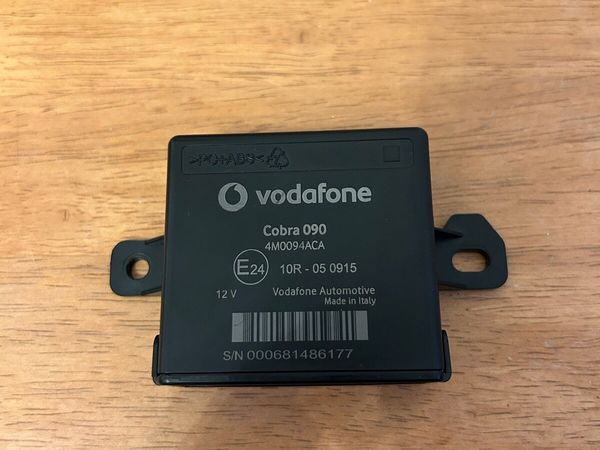 >PC+ABS<
vodafone
Cobra 090
4M0094ACA
E24 10R - 05 0915
12 V Vodafone Automotive
Made in Italy
S/N 000681486177